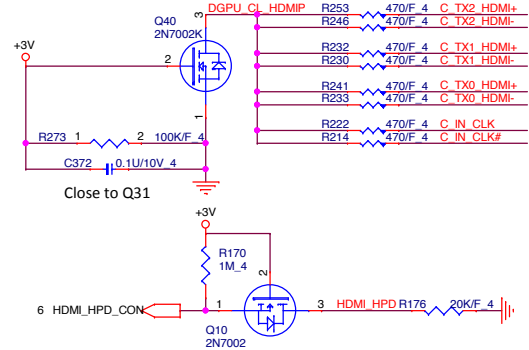 DGPU_CL_HDMIP
R253 470/F_4 C_TX2_HDMI+
R246 470/F_4 C_TX2_HDMI-
Q40
2N7002K
3
+3V
2
R232 470/F_4 C_TX1_HDMI+
R230 470/F_4 C_TX1_HDMI-
R241 470/F_4 C_TX0_HDMI+
R233 470/F_4 C_TX0_HDMI-
1
R222 470/F_4 C_IN_CLK
R214 470/F_4 C_IN_CLK#
R273 1 2 100K/F_4
C372 0.1U/10V_4
Close to Q31
+3V
R170
1M_4
2
6 HDMI_HPD_CON 1 3 HDMI_HPD R176 20K/F_4
Q10
2N7002